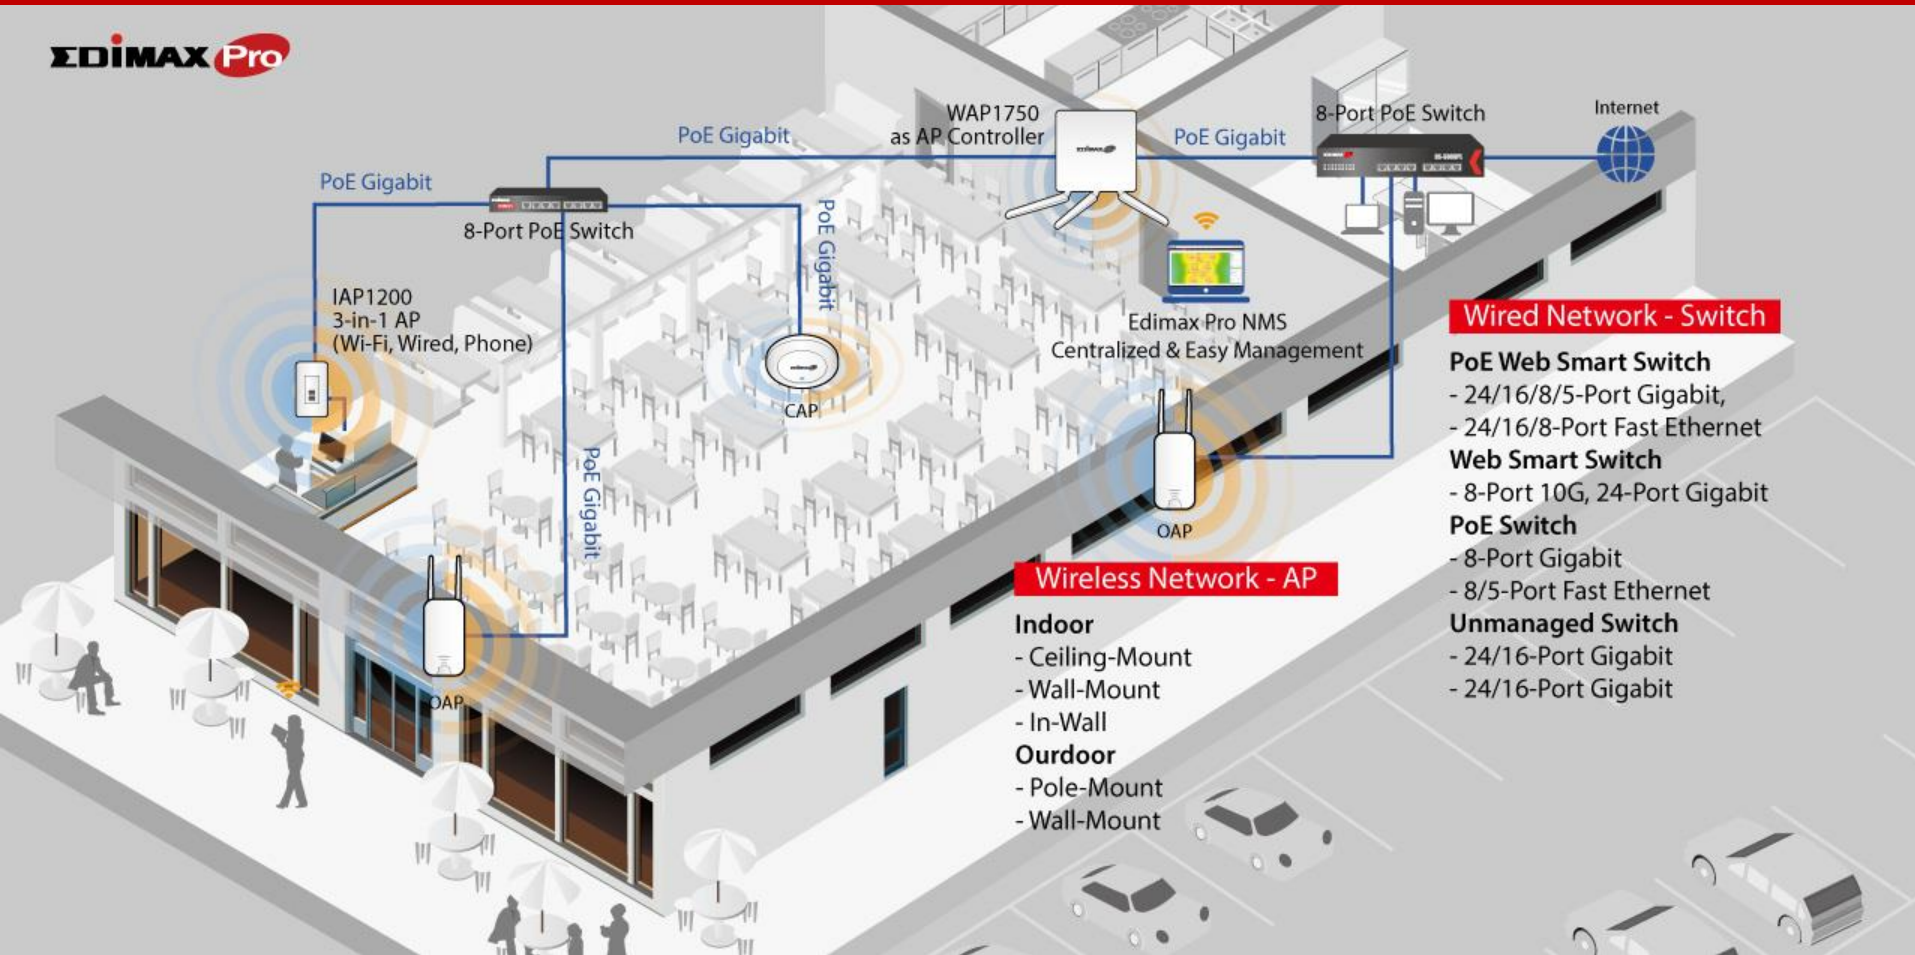 EDIMAX Pro
WAP1750
as AP Controller
8-Port PoE Switch
Internet
PoE Gigabit
PoE Gigabit
PoE Gigabit
8-Port PoE Switch
PoE Gigabit
IAP1200
3-in-1 AP
(Wi-Fi, Wired, Phone)
Edimax Pro NMS
Centralized & Easy Management
CAP
PoE Gigabit
OAP
OAP
Wireless Network - AP
Indoor
- Ceiling-Mount
- Wall-Mount
- In-Wall
Ourdoor
- Pole-Mount
- Wall-Mount
Wired Network - Switch
PoE Web Smart Switch
- 24/16/8/5-Port Gigabit,
- 24/16/8-Port Fast Ethernet
Web Smart Switch
- 8-Port 10G, 24-Port Gigabit
PoE Switch
- 8-Port Gigabit
- 8/5-Port Fast Ethernet
Unmanaged Switch
- 24/16-Port Gigabit
- 24/16-Port Gigabit